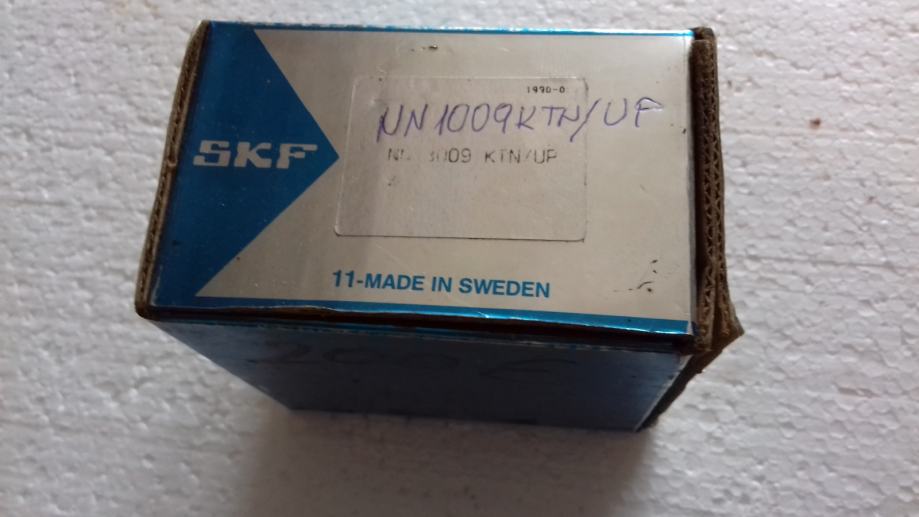 1990-0
NN1009KTN/UP
SKF
NN 3009 KTN/UP
11-MADE IN SWEDEN